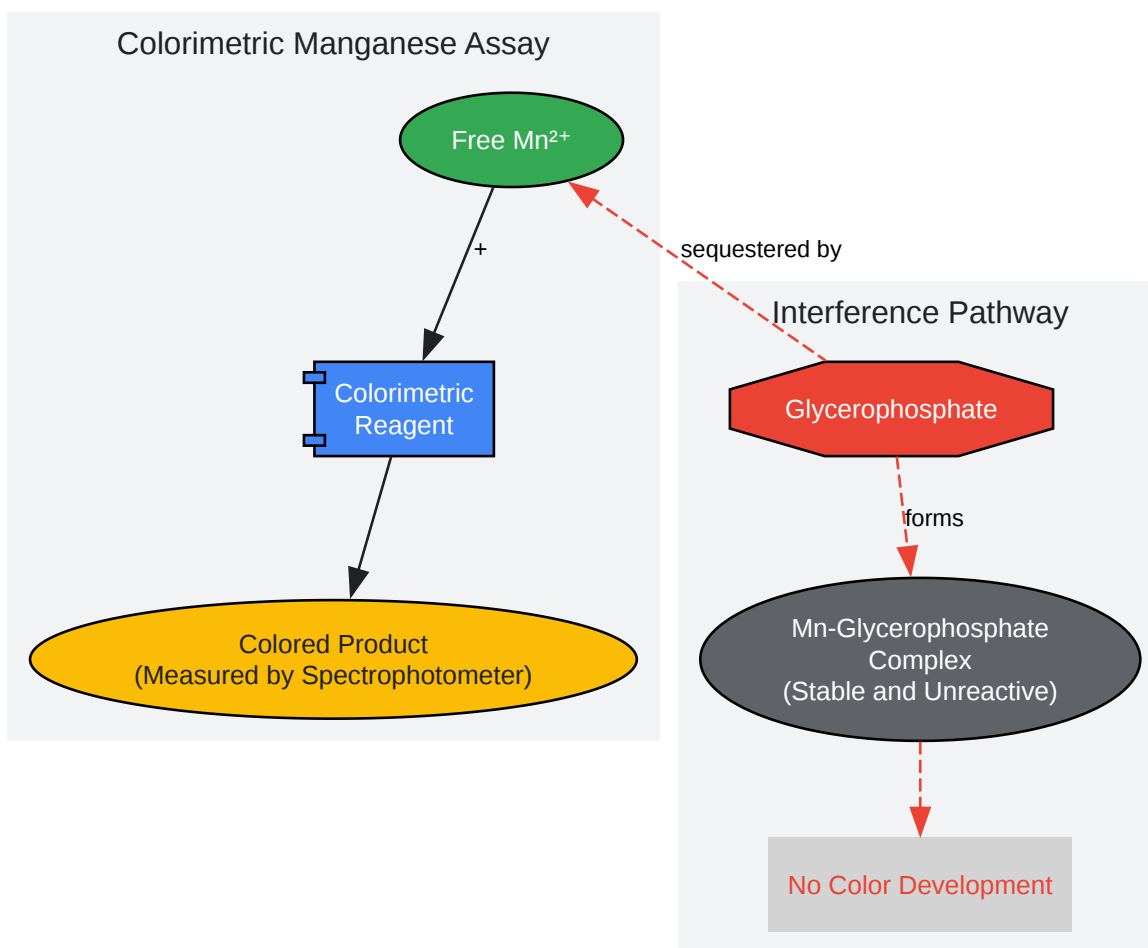 Colorimetric Manganese Assay
Free Mn²⁺
+
sequestered by
Interference Pathway
Colorimetric
Reagent
Glycerophosphate
forms
Colored Product
(Measured by Spectrophotometer)
Mn-Glycerophosphate
Complex
(Stable and Unreactive)
No Color Development